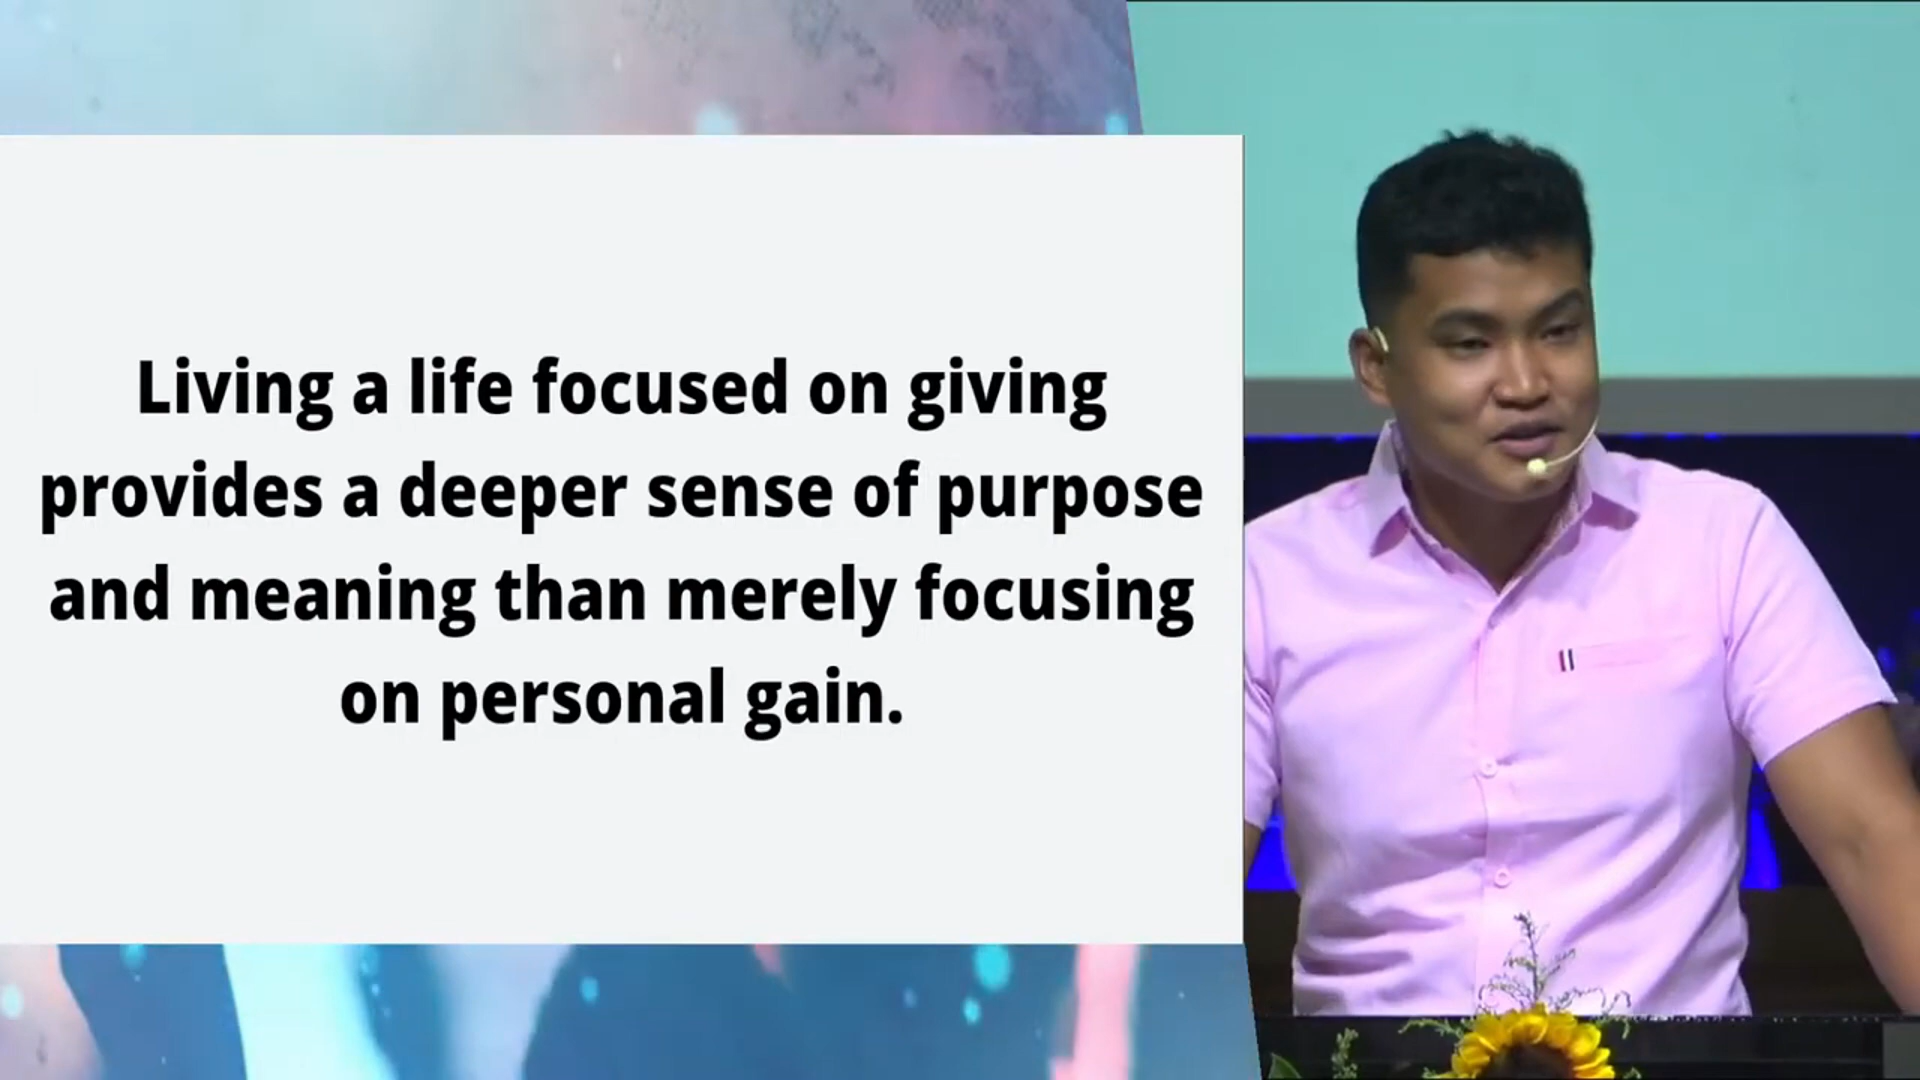 Living a life focused on giving
provides a deeper sense of purpose
and meaning than merely focusing
on personal gain.